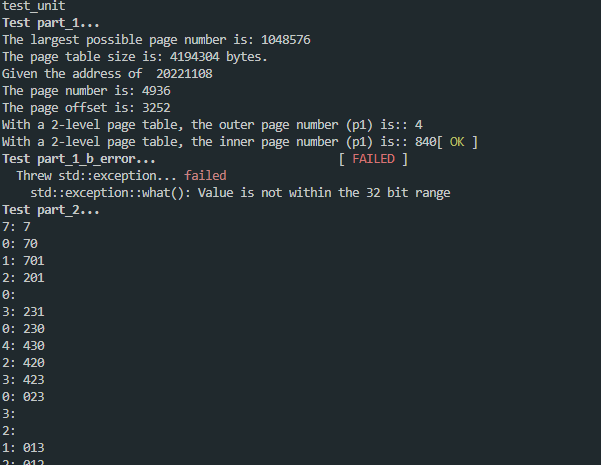 test_unit
Test part_1...
The largest possible page number is: 1048576
The page table size is: 4194304 bytes.
Given the address of  20221108
The page number is: 4936
The page offset is: 3252
With a 2-level page table, the outer page number (p1) is:: 4
With a 2-level page table, the inner page number (p1) is:: 840[ OK ]
Test part_1_b_error... [ FAILED ]
Threw std::exception... failed
std::exception::what(): Value is not within the 32 bit range
Test part_2...
7: 7
0: 70
1: 701
2: 201
0:
3: 231
0: 230
4: 430
2: 420
3: 423
0: 023
3:
2:
1: 013
2: 012